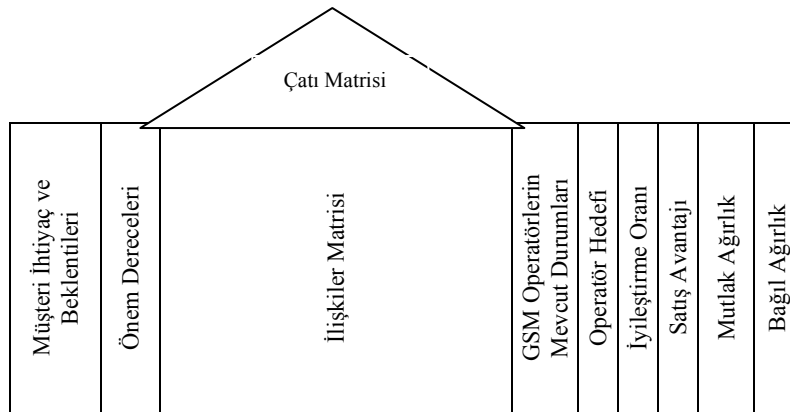 Çatı Matrisi
Müşteri İhtiyaç ve
Beklentileri
Önem Dereceleri
İlişkiler Matrisi
GSM Operatörlerin
Mevcut Durumları
Operatör Hedefi
İyileştirme Oranı
Satış Avantajı
Mutlak Ağırlık
Bağıl Ağırlık